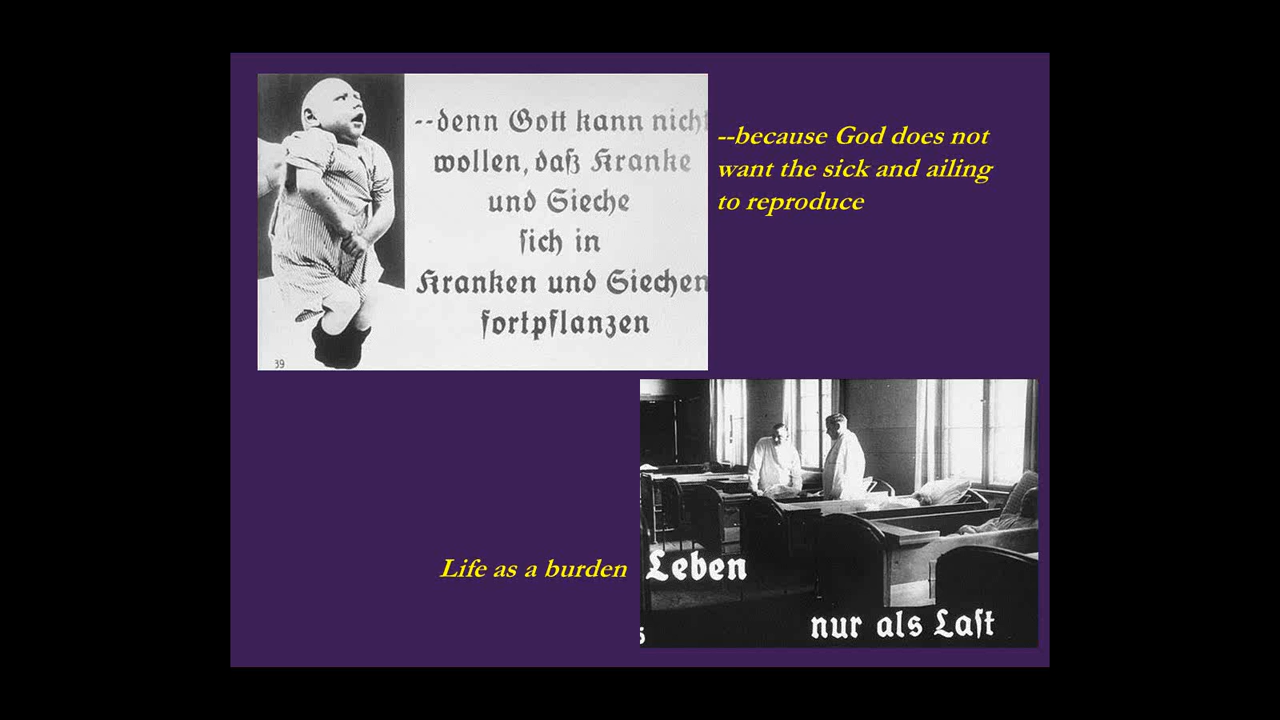 --denn Gott kann nicht
wollen, daß Kranke
und Sieche
sich in
Kranken und Siechen
fortpflanzen
39
--because God does not
want the sick and ailing
to reproduce
Life as a burden
Leben
nur als Last